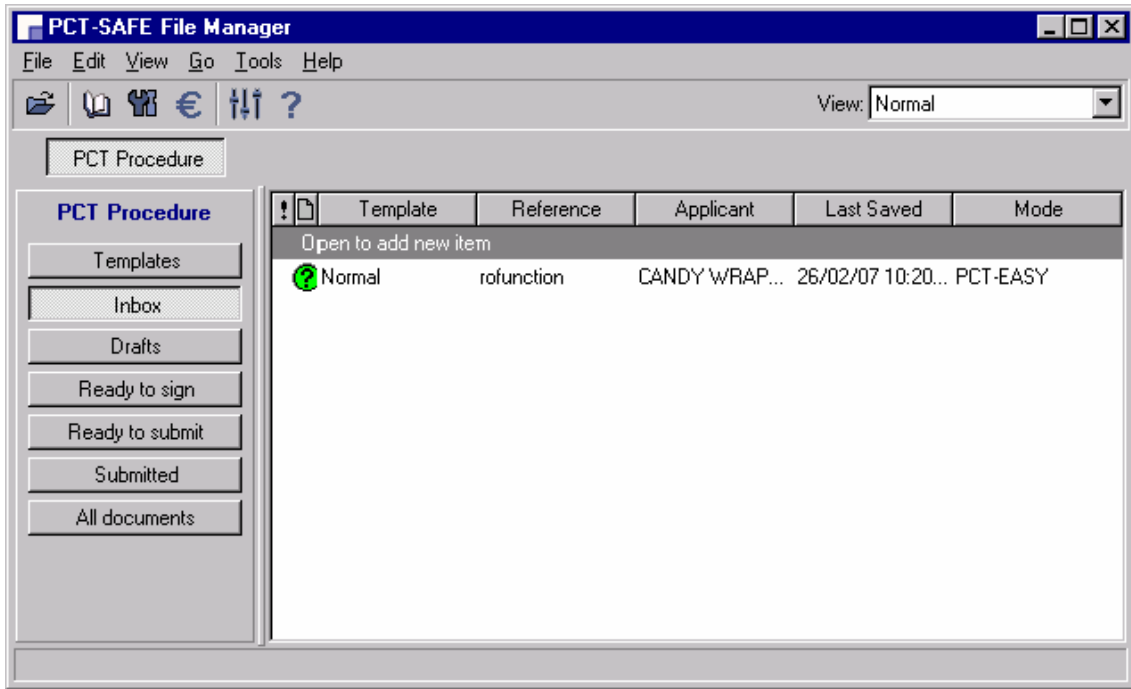 PCT-SAFE File Manager
File Edit View Go Tools Help
? View: Normal
PCT Procedure
PCT Procedure
Templates
Inbox
Drafts
Ready to sign
Ready to submit
Submitted
All documents
! Template Reference Applicant Last Saved Mode
Open to add new item
? Normal rofunction CANDY WRAP... 26/02/07 10:20... PCT-EASY